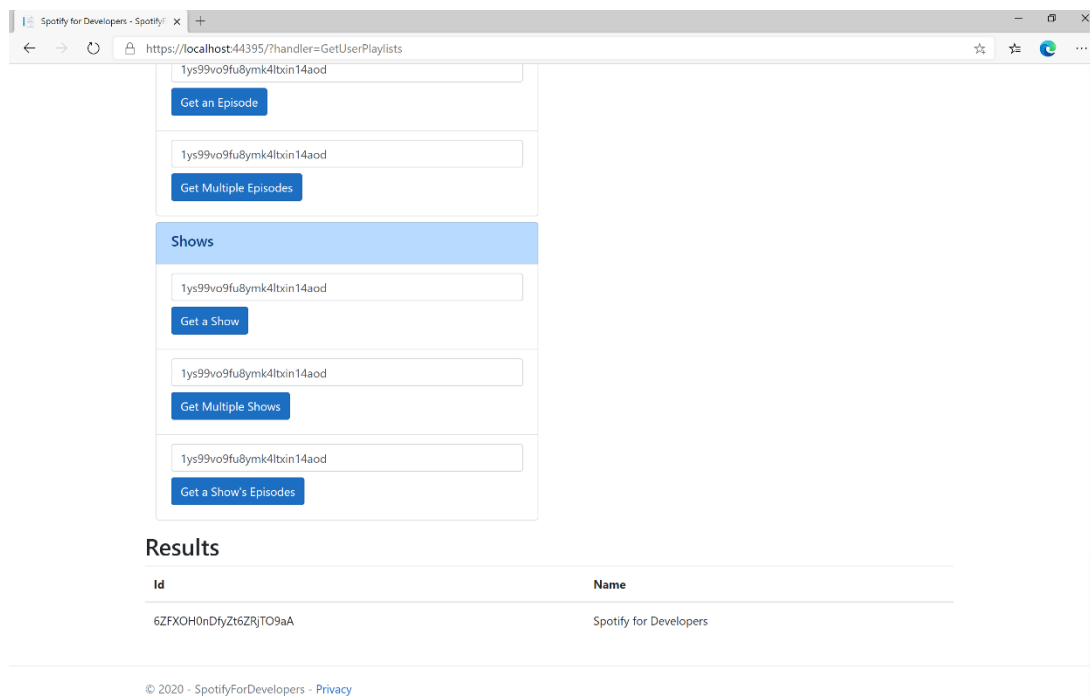 Spotify for Developers - Spotify
https://localhost:44395/?handler=GetUserPlaylists
1ys99vo9fu8ymk4ltxin14aod
Get an Episode
1ys99vo9fu8ymk4ltxin14aod
Get Multiple Episodes
Shows
1ys99vo9fu8ymk4ltxin14aod
Get a Show
1ys99vo9fu8ymk4ltxin14aod
Get Multiple Shows
1ys99vo9fu8ymk4ltxin14aod
Get a Show's Episodes
Results
Id Name
6ZFXOH0nDfyZt6ZRjTO9aA Spotify for Developers
© 2020 - SpotifyForDevelopers - Privacy